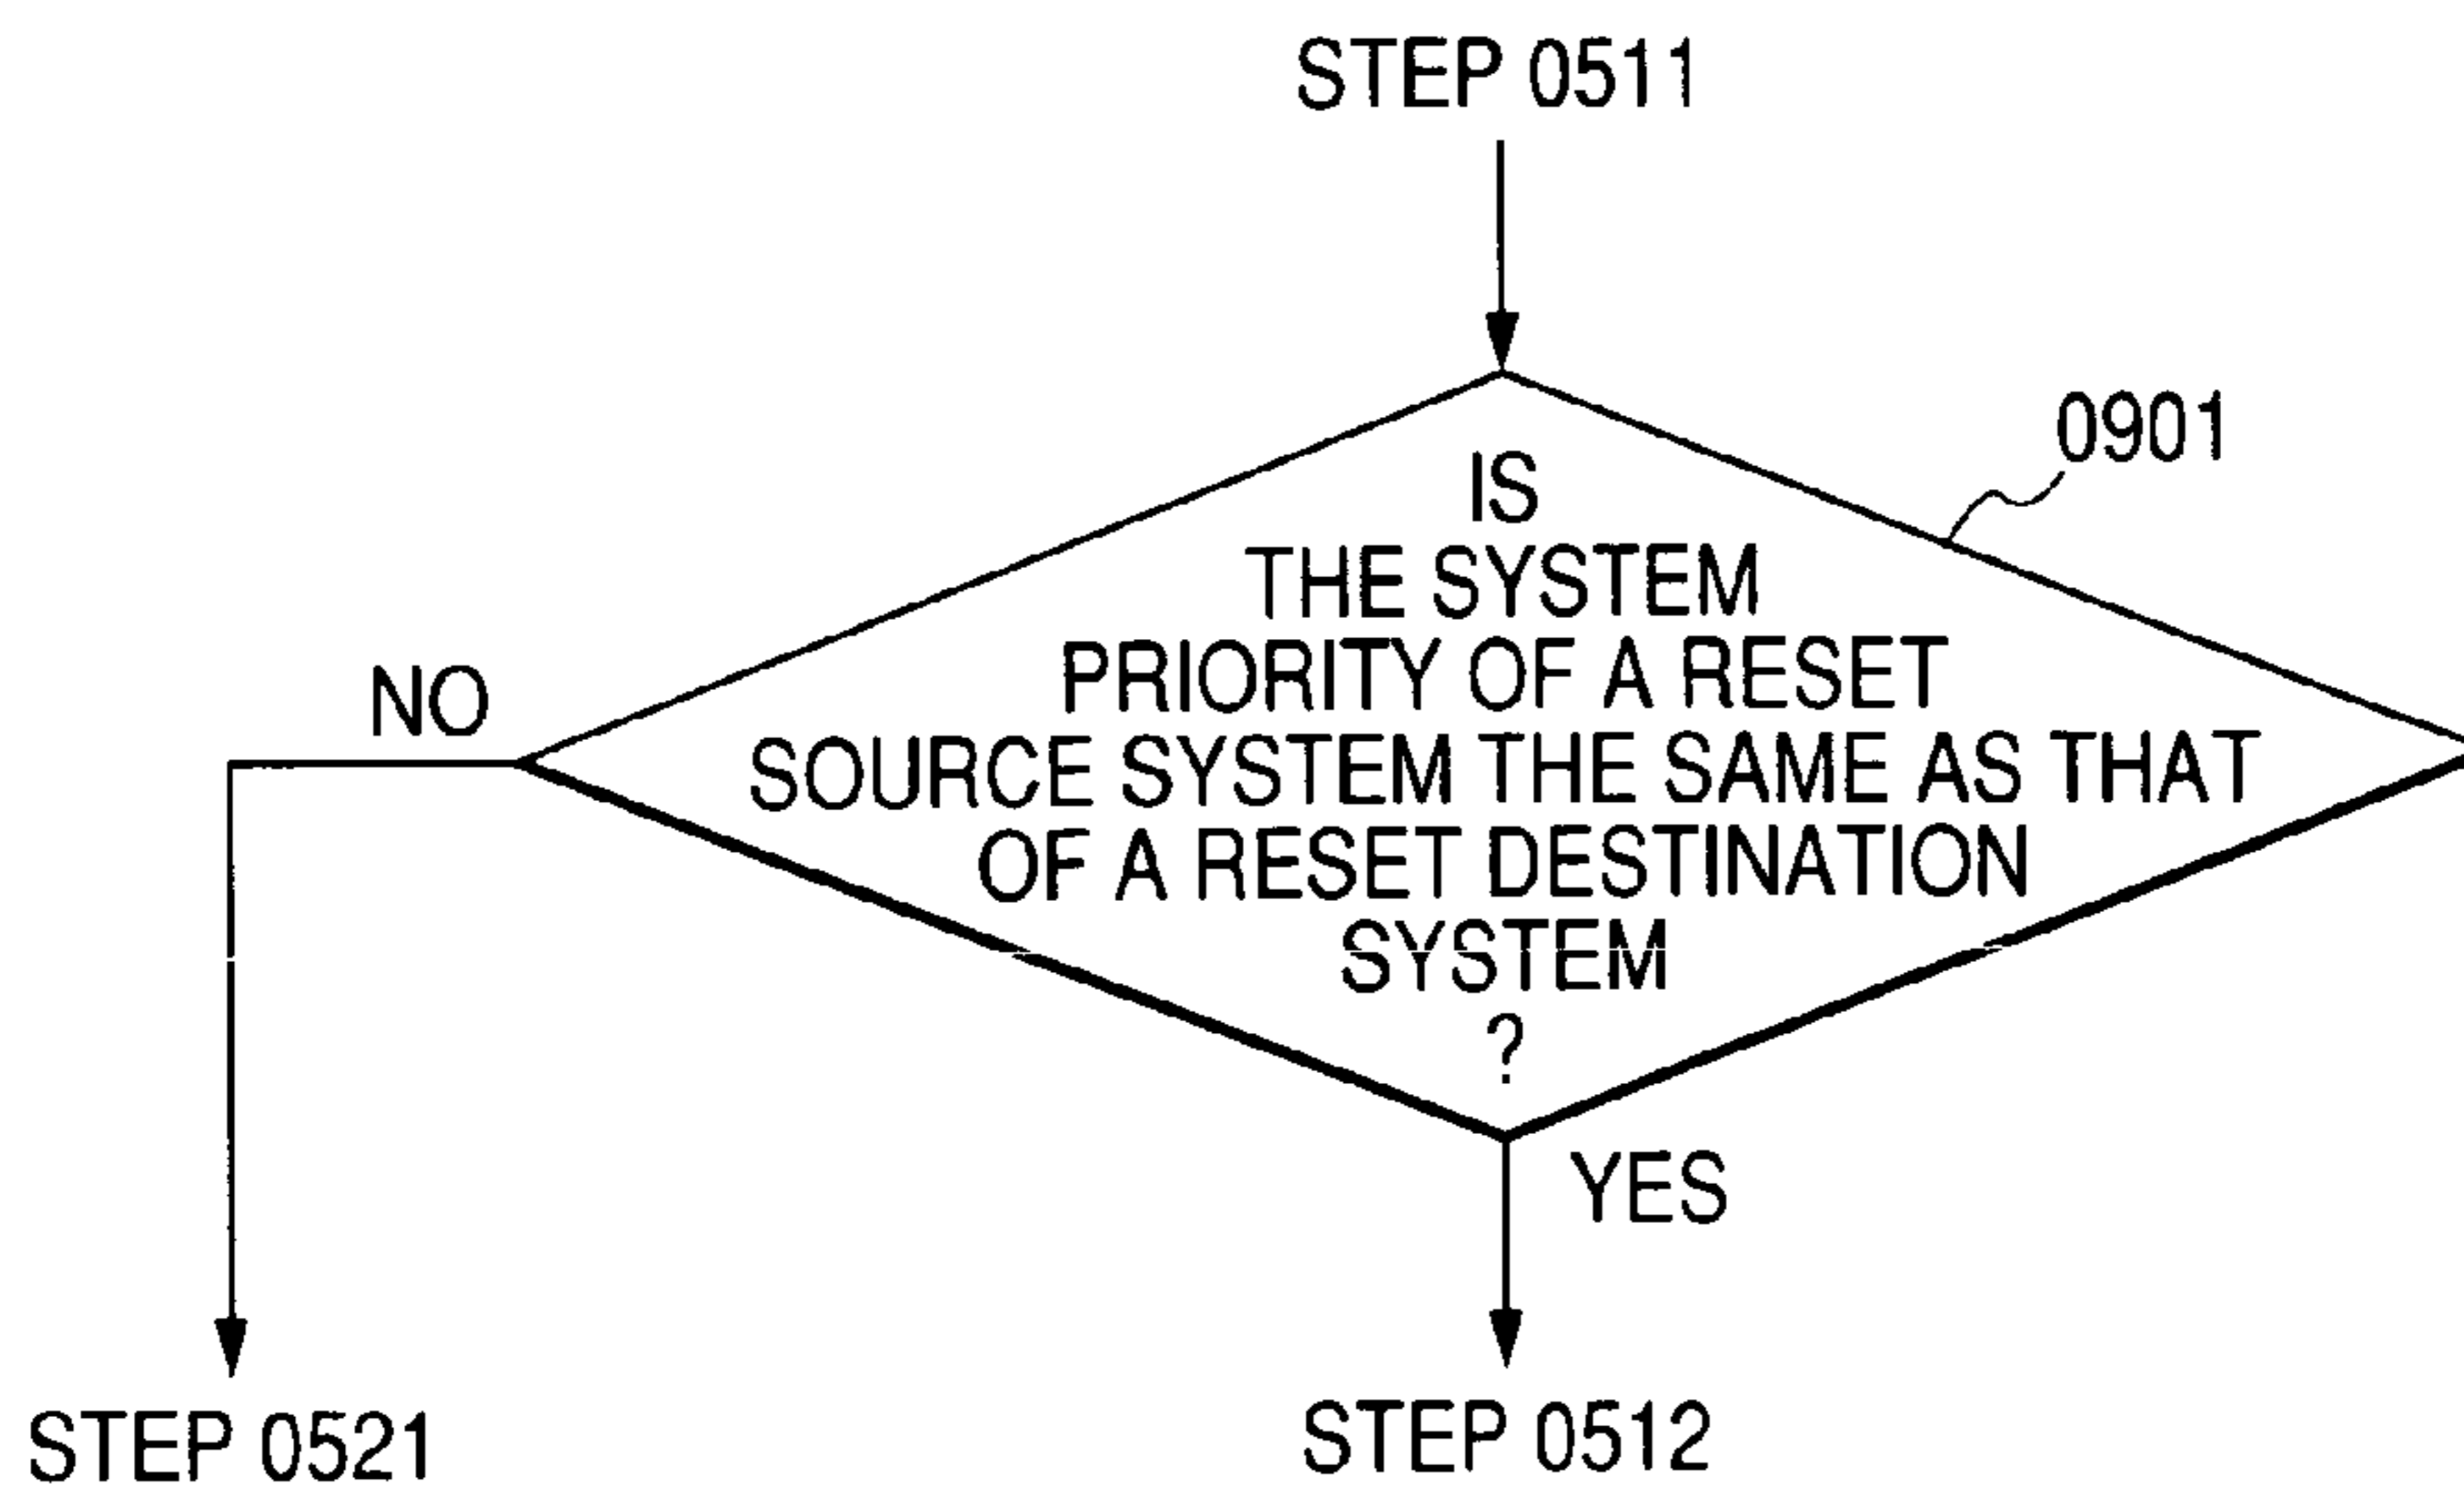 STEP 0511
0901
IS
THE SYSTEM
PRIORITY OF A RESET
SOURCE SYSTEM THE SAME AS THAT
OF A RESET DESTINATION
SYSTEM
?
NO
YES
STEP 0521
STEP 0512